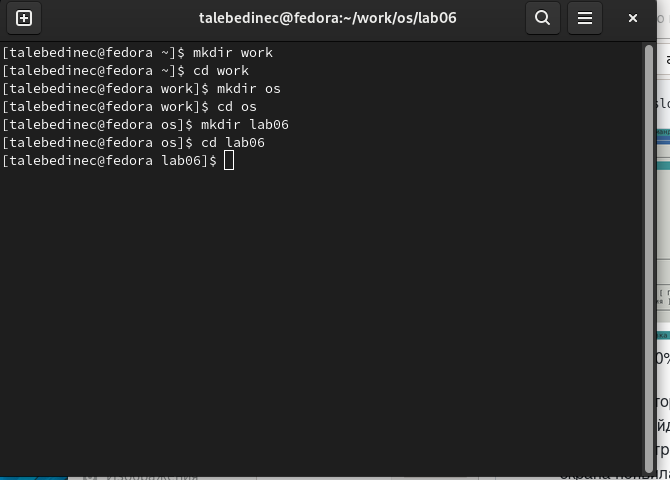 talebedinec@fedora:~/work/os/lab06
[talebedinec@fedora ~]$ mkdir work
[talebedinec@fedora ~]$ cd work
[talebedinec@fedora work]$ mkdir os
[talebedinec@fedora work]$ cd os
[talebedinec@fedora os]$ mkdir lab06
[talebedinec@fedora os]$ cd lab06
[talebedinec@fedora lab06]$
0%